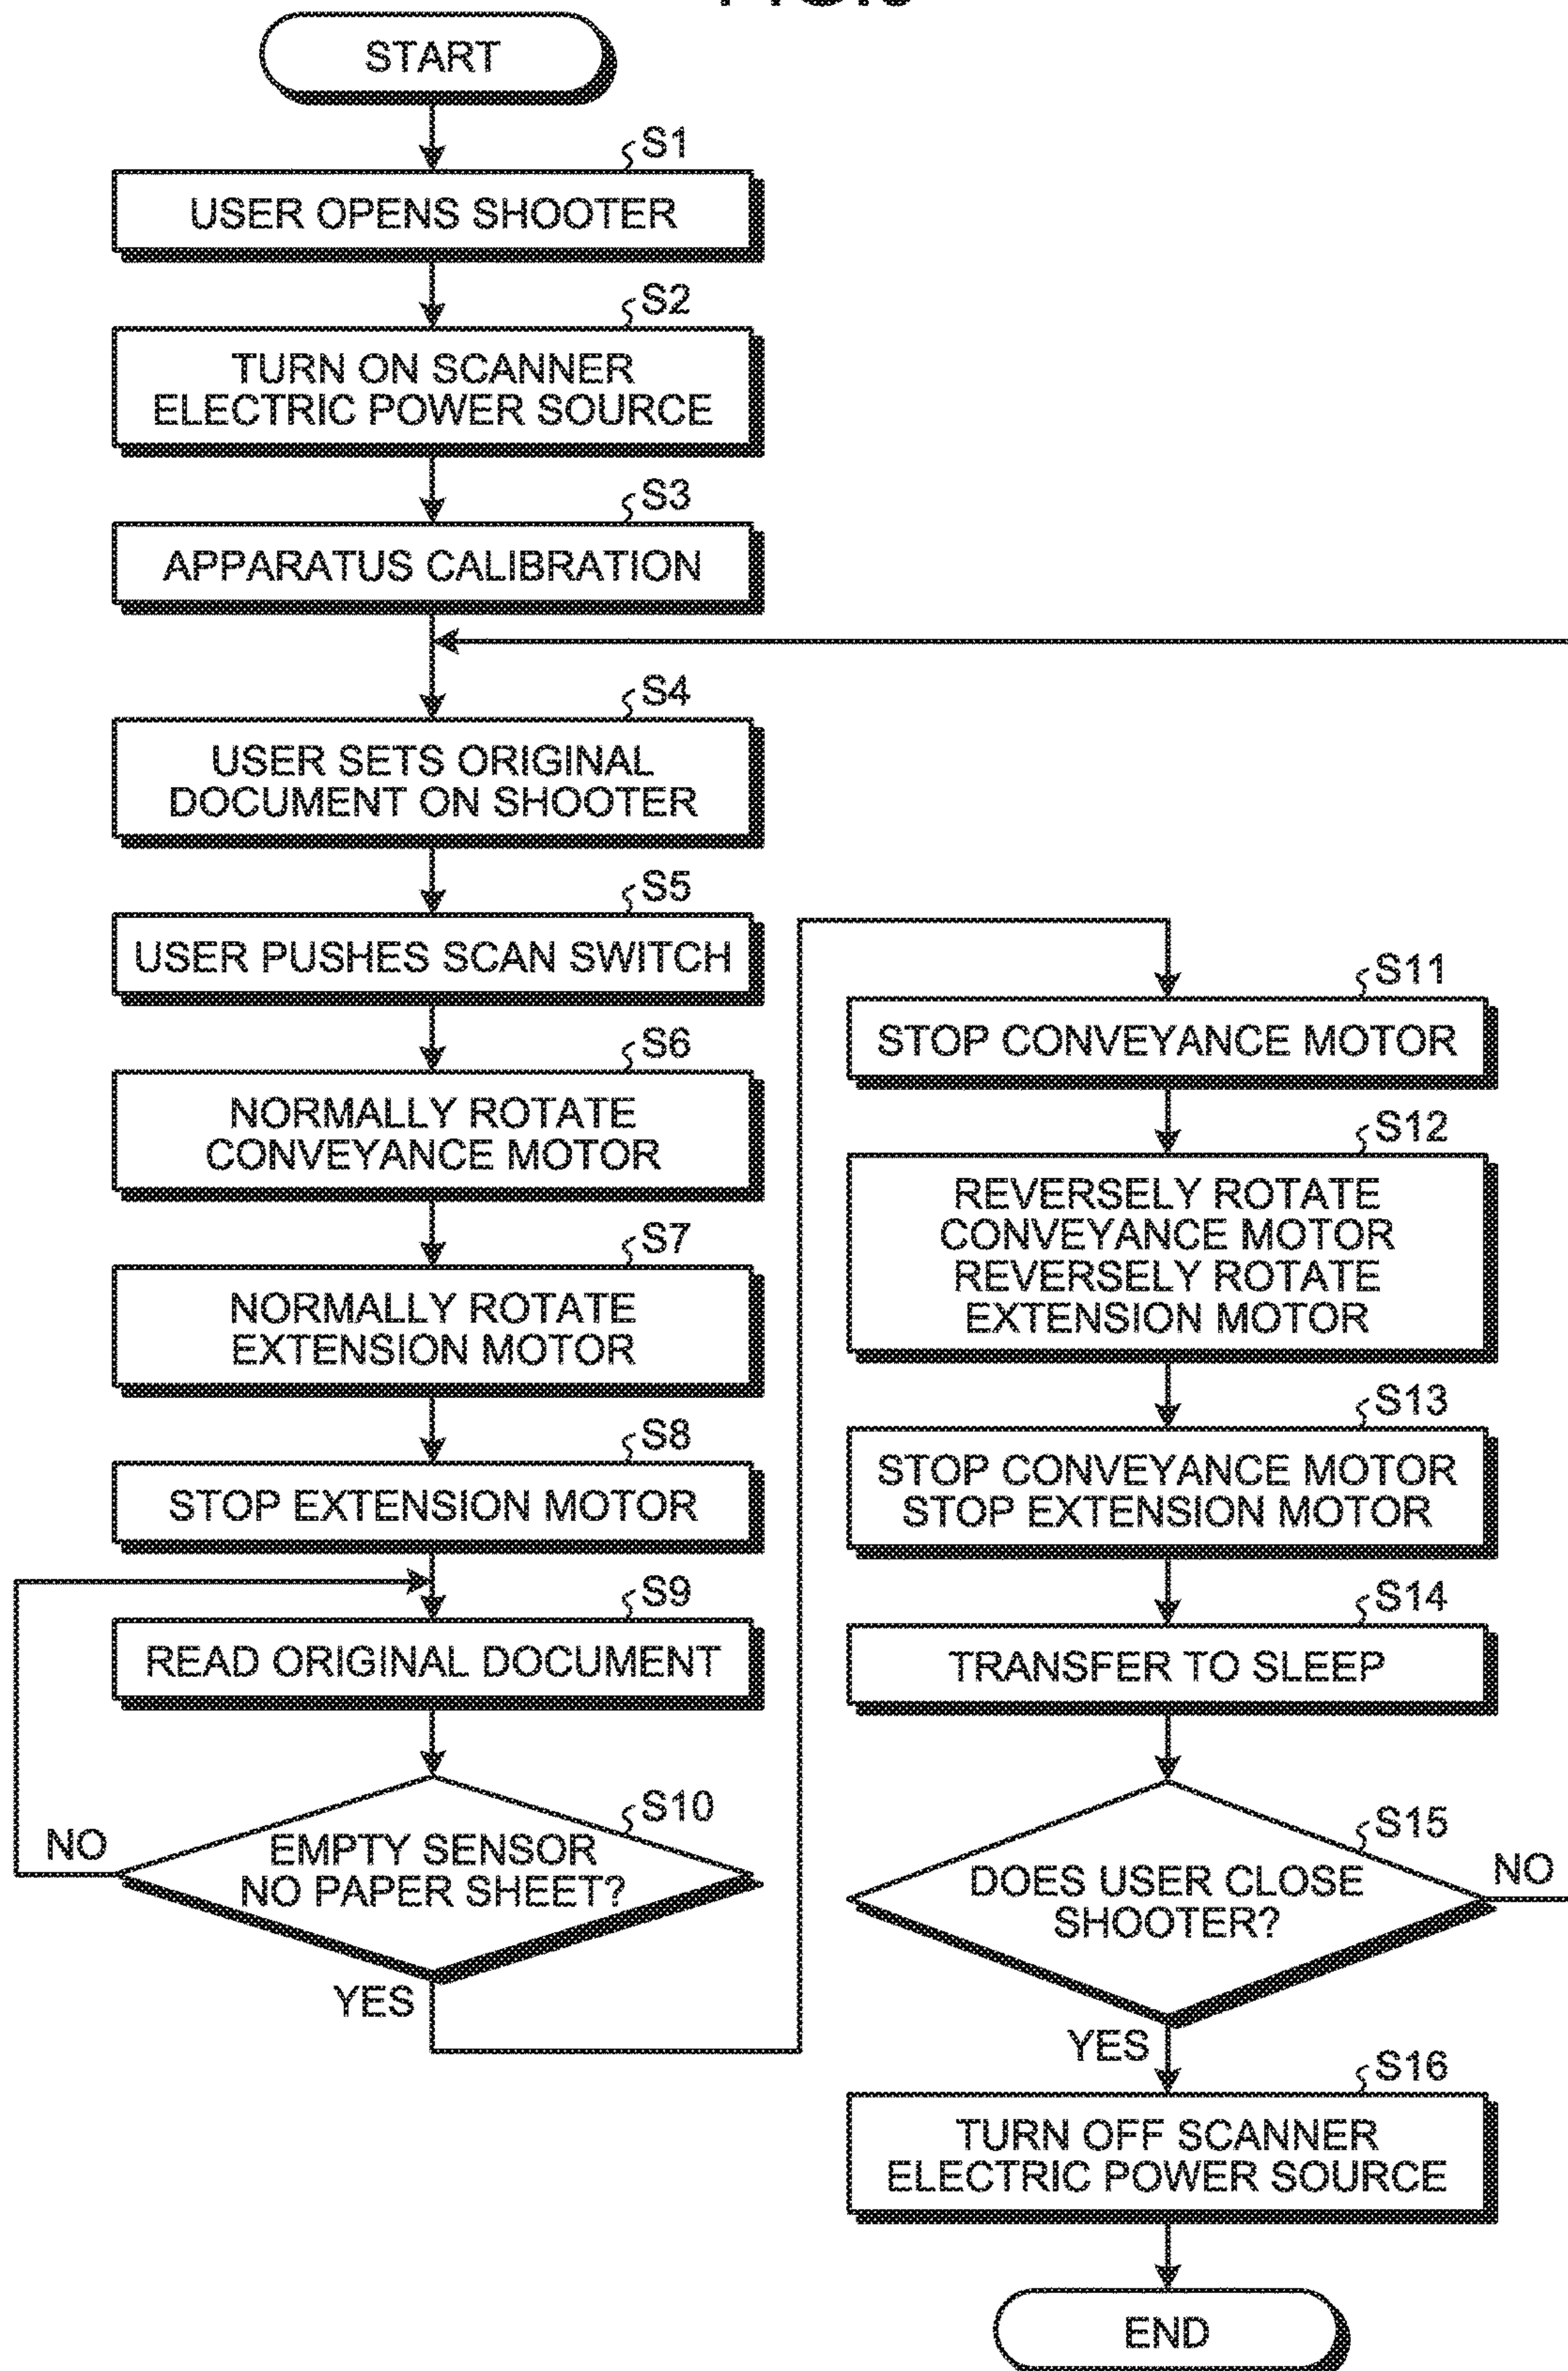 START
S1
USER OPENS SHOOTER
S2
TURN ON SCANNER
ELECTRIC POWER SOURCE
S3
APPARATUS CALIBRATION
S4
USER SETS ORIGINAL
DOCUMENT ON SHOOTER
S5
USER PUSHES SCAN SWITCH
S6
NORMALLY ROTATE
CONVEYANCE MOTOR
S7
NORMALLY ROTATE
EXTENSION MOTOR
S8
STOP EXTENSION MOTOR
S9
READ ORIGINAL DOCUMENT
S10
EMPTY SENSOR
NO PAPER SHEET?
NO
YES
S11
STOP CONVEYANCE MOTOR
S12
REVERSELY ROTATE
CONVEYANCE MOTOR
REVERSELY ROTATE
EXTENSION MOTOR
S13
STOP CONVEYANCE MOTOR
STOP EXTENSION MOTOR
S14
TRANSFER TO SLEEP
S15
DOES USER CLOSE
SHOOTER?
NO
YES
S16
TURN OFF SCANNER
ELECTRIC POWER SOURCE
END